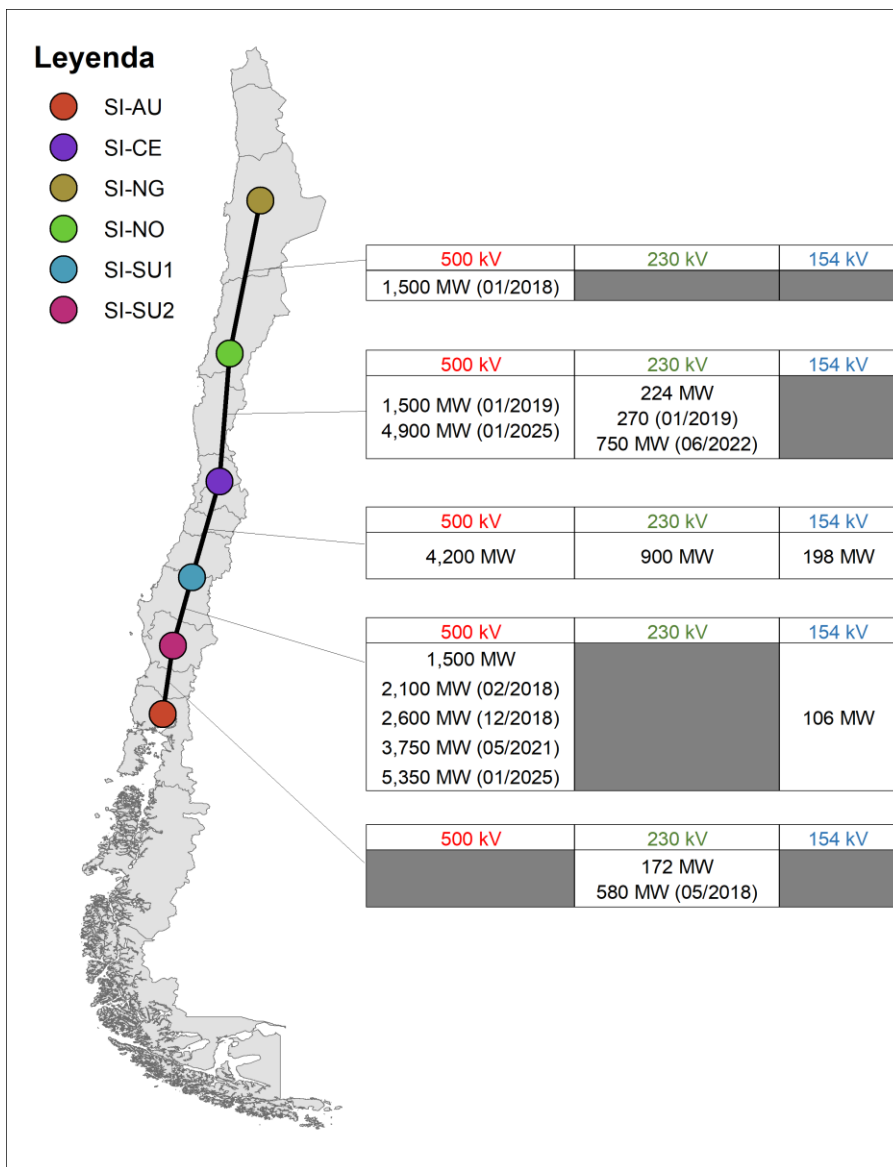 Leyenda
SI-AU
SI-CE
SI-NG
SI-NO
SI-SU1
SI-SU2
500 kV 230 kV 154 kV
1,500 MW (01/2018)
500 kV 230 kV 154 kV
1,500 MW (01/2019)
4,900 MW (01/2025)
224 MW
270 (01/2019)
750 MW (06/2022)
500 kV 230 kV 154 kV
4,200 MW 900 MW 198 MW
500 kV 230 kV 154 kV
1,500 MW
2,100 MW (02/2018)
2,600 MW (12/2018)
3,750 MW (05/2021)
5,350 MW (01/2025)
106 MW
500 kV 230 kV 154 kV
172 MW
580 MW (05/2018)